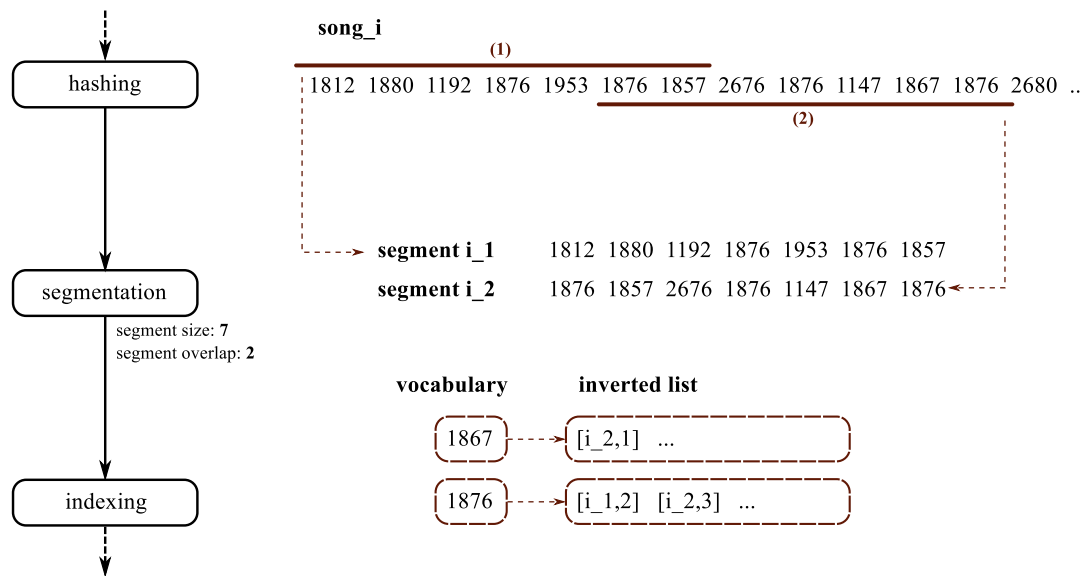 song_i
(1)
hashing
1812 1880 1192 1876 1953 1876 1857 2676 1876 1147 1867 1876 2680 ..
(2)
segment i_1 1812 1880 1192 1876 1953 1876 1857
segmentation
segment i_2 1876 1857 2676 1876 1147 1867 1876
segment size: 7
segment overlap: 2
vocabulary inverted list
1867 [i_2,1] ...
indexing
1876 [i_1,2] [i_2,3] ...